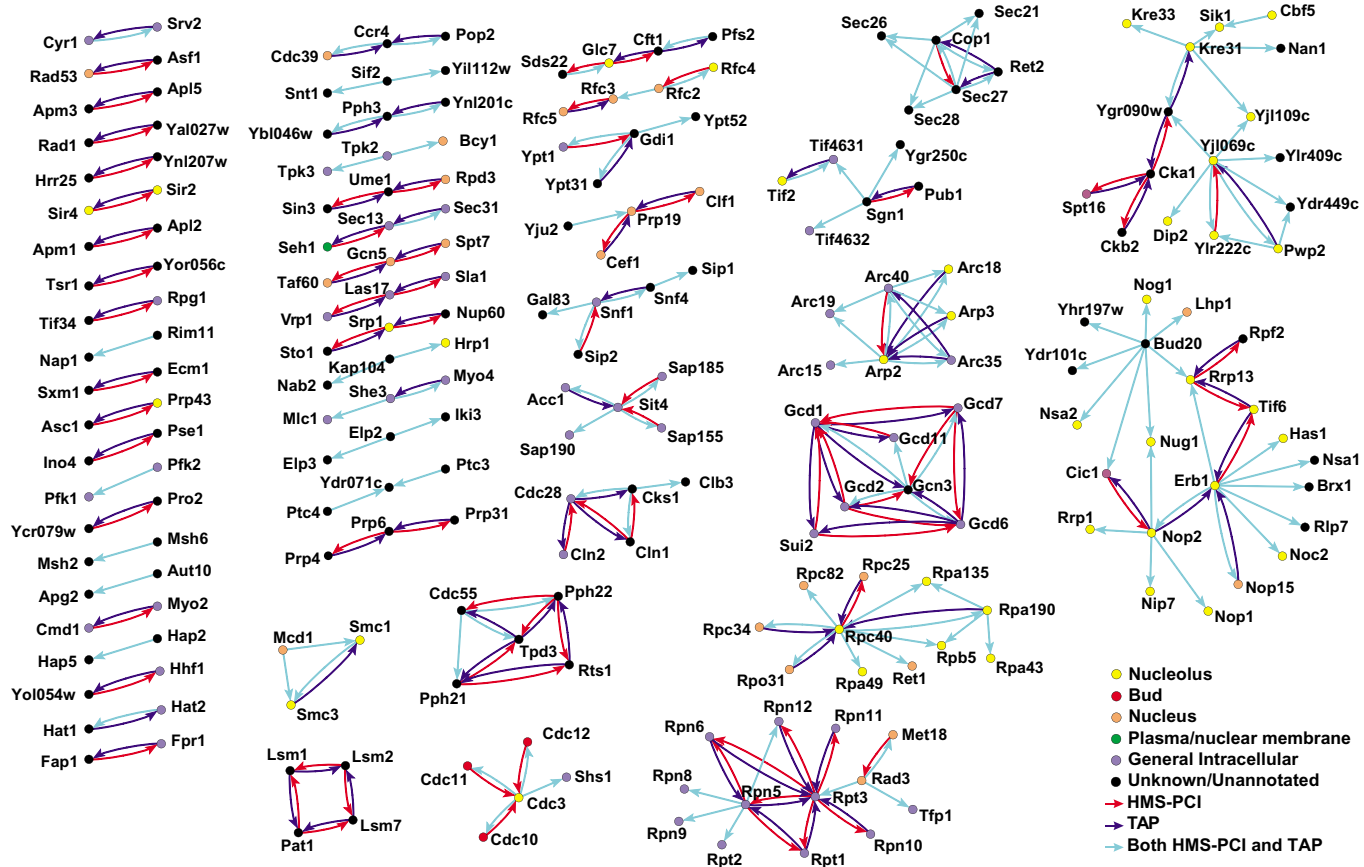 Cyr1
Srv2
Rad53
Asf1
Apm3
Apl5
Rad1
Yal027w
Hrr25
Ynl207w
Sir4
Sir2
Apm1
Apl2
Tsr1
Yor056c
Tif34
Rpg1
Nap1
Rim11
Sxm1
Ecm1
Asc1
Prp43
Ino4
Pse1
Pfk1
Pfk2
Ycr079w
Pro2
Msh2
Msh6
Apg2
Aut10
Cmd1
Myo2
Hap5
Hap2
Yol054w
Hhf1
Hat1
Hat2
Fap1
Fpr1
Cdc39
Ccr4
Pop2
Snt1
Sif2
Yil112w
Ybl046w
Pph3
Ynl201c
Tpk3
Tpk2
Bcy1
Sin3
Ume1
Rpd3
Seh1
Sec13
Sec31
Taf60
Gcn5
Spt7
Vrp1
Las17
Sla1
Sto1
Srp1
Nup60
Nab2
Kap104
Hrp1
Mlc1
She3
Myo4
Elp3
Elp2
Iki3
Ptc4
Ydr071c
Ptc3
Prp4
Prp6
Prp31
Mcd1
Smc1
Smc3
Lsm1
Lsm2
Pat1
Lsm7
Sds22
Glc7
Cft1
Pfs2
Rfc5
Rfc3
Rfc2
Rfc4
Ypt1
Gdi1
Ypt52
Ypt31
Yju2
Prp19
Clf1
Cef1
Gal83
Snf1
Snf4
Sip1
Sip2
Acc1
Sap185
Sit4
Sap190
Sap155
Cdc28
Cks1
Clb3
Cln2
Cln1
Cdc55
Pph22
Tpd3
Pph21
Rts1
Cdc12
Cdc11
Shs1
Cdc3
Cdc10
Sec26
Sec21
Cop1
Ret2
Sec27
Sec28
Tif4631
Ygr250c
Tif2
Pub1
Sgn1
Tif4632
Arc40
Arc18
Arc19
Arp3
Arc15
Arp2
Arc35
Gcd1
Gcd7
Gcd11
Gcd2
Gcn3
Sui2
Gcd6
Rpc82
Rpc25
Rpa135
Rpa190
Rpc34
Rpc40
Rpb5
Rpa43
Rpo31
Rpa49
Ret1
Rpn6
Rpn12
Rpn11
Met18
Rpn8
Rpn5
Rpt3
Rad3
Tfp1
Rpn9
Rpt2
Rpt1
Rpn10
Kre33
Sik1
Cbf5
Kre31
Nan1
Ygr090w
Yjl109c
Yjl069c
Ylr409c
Cka1
Spt16
Ydr449c
Ckb2
Dip2
Ylr222c
Pwp2
Nog1
Lhp1
Yhr197w
Bud20
Rpf2
Ydr101c
Rrp13
Nsa2
Tif6
Nug1
Has1
Cic1
Erb1
Nsa1
Brx1
Rrp1
Nop2
Rlp7
Noc2
Nop15
Nip7
Nop1
Nucleolus
Bud
Nucleus
Plasma/nuclear membrane
General Intracellular
Unknown/Unannotated
HMS-PCI
TAP
Both HMS-PCI and TAP